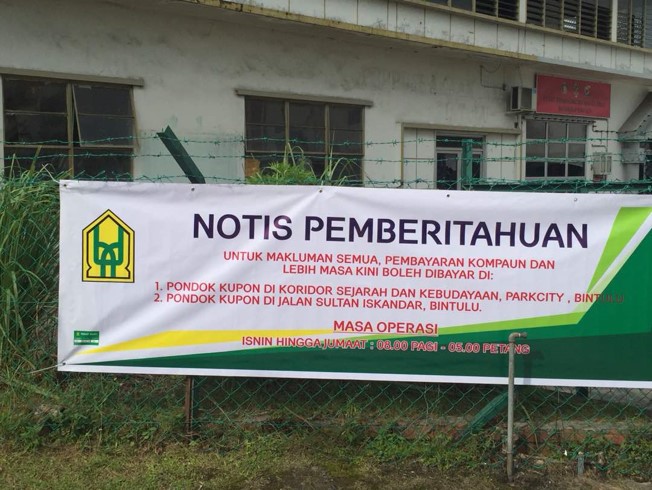 NOTIS PEMBERITAHUAN
UNTUK MAKLUMAN SEMUA, PEMBAYARAN KOMPAUN DAN
LEBIH MASA KINI BOLEH DIBAYAR DI:
1. PONDOK KUPON DI KORIDOR SEJARAH DAN KEBUDAYAAN, PARKCITY , BINTULU
2. PONDOK KUPON DI JALAN SULTAN ISKANDAR, BINTULU.
MASA OPERASI
ISNIN HINGGA JUMAAT : 08.00 PAGI - 05.00 PETANG